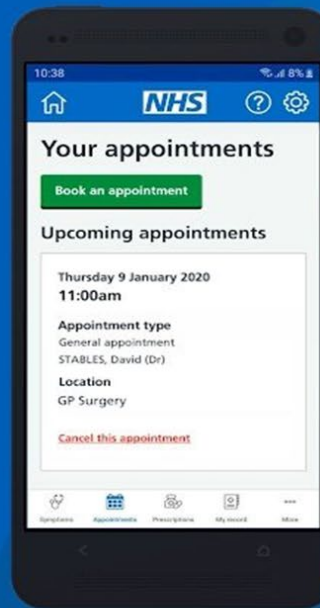 10:38 8%
NHS
?
Your appointments
Book an appointment
Upcoming appointments
Thursday 9 January 2020
11:00am
Appointment type
General appointment
STABLES, David (Dr)
Location
GP Surgery
Cancel this appointment
Symptoms Appointments Prescriptions My record More